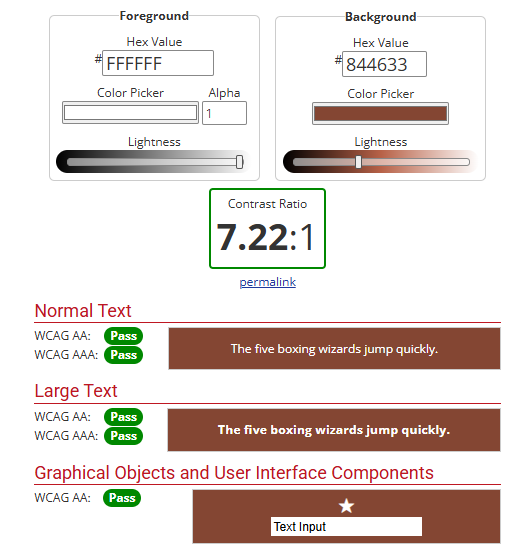 Foreground
Background
Hex Value
# FFFFFF
Color Picker Alpha
1
Lightness
Hex Value
# 844633
Color Picker
Lightness
Contrast Ratio
7.22:1
permalink
Normal Text
WCAG AA: Pass
WCAG AAA: Pass
The five boxing wizards jump quickly.
Large Text
WCAG AA: Pass
WCAG AAA: Pass
The five boxing wizards jump quickly.
Graphical Objects and User Interface Components
WCAG AA: Pass
Text Input